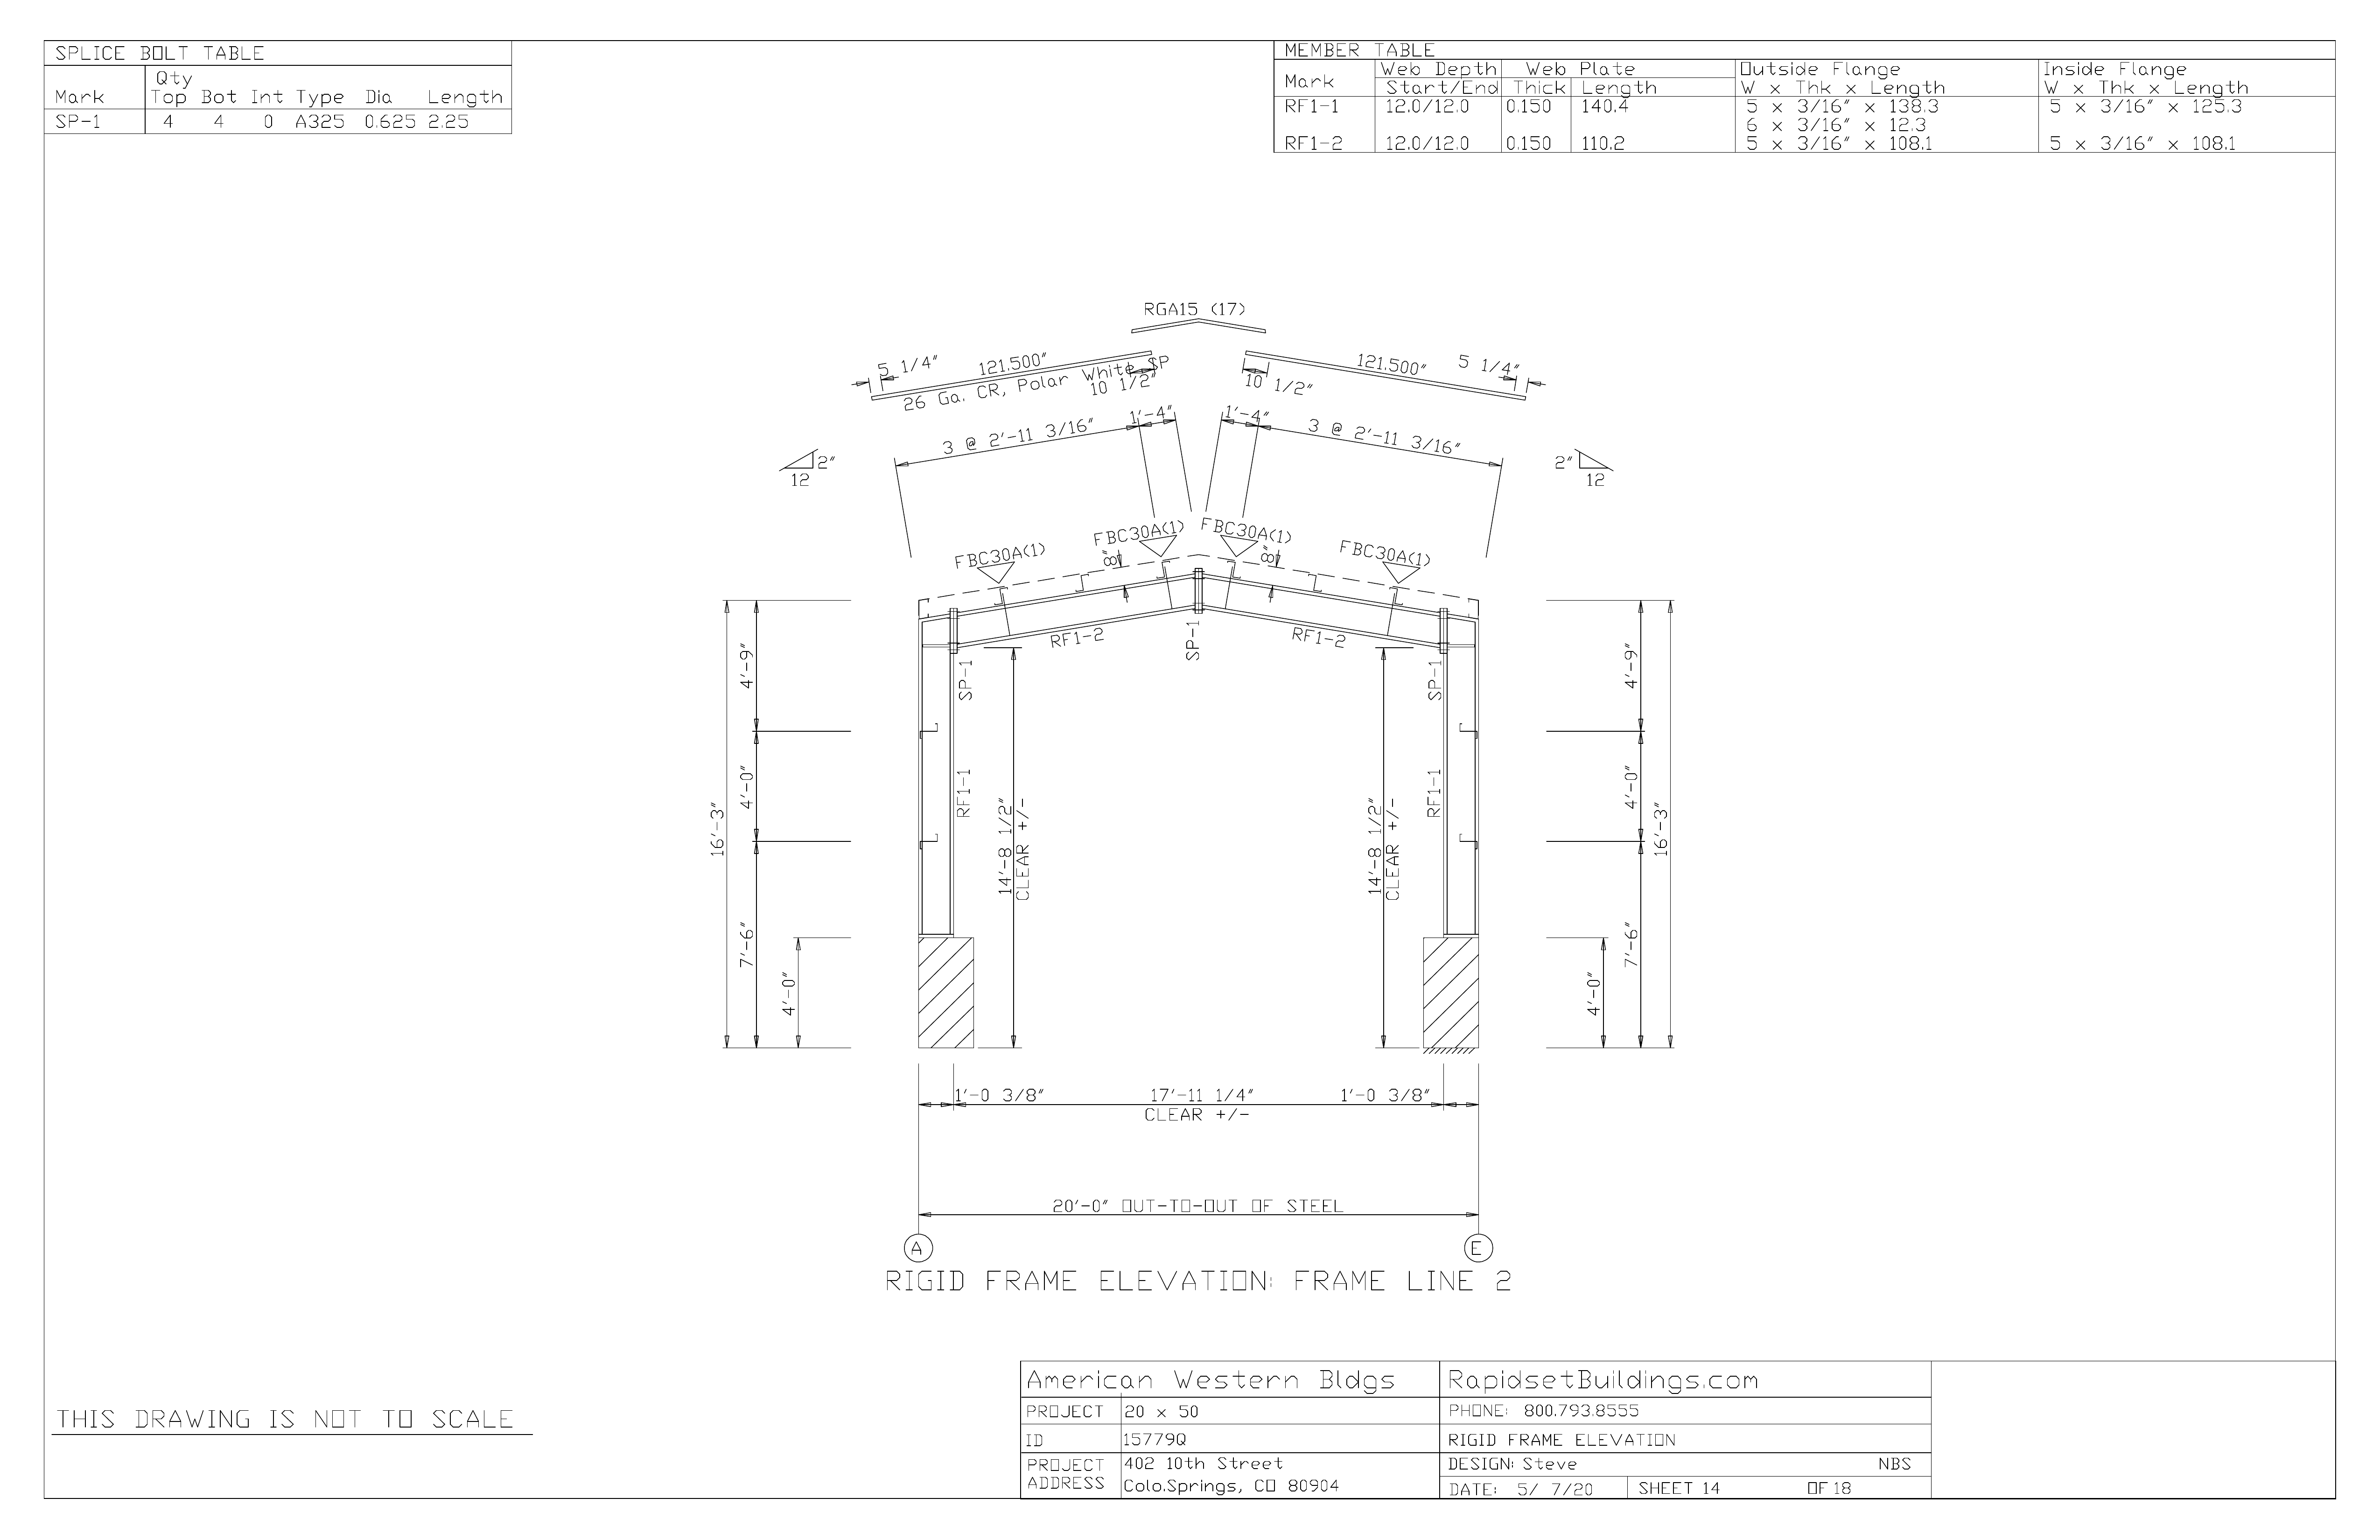 SPLICE BOLT TABLE
Qty
Mark Top Bot Int Type Dia Length
SP-1 4 4 0 A325 0.625 2.25
MEMBER TABLE
Mark Web Depth Web Plate Outside Flange Inside Flange
Start/End Thick Length W x Thk x Length W x Thk x Length
RF1-1 12.0/12.0 0.150 140.4 5 x 3/16" x 138.3 5 x 3/16" x 125.3
6 x 3/16" x 12.3
RF1-2 12.0/12.0 0.150 110.2 5 x 3/16" x 108.1 5 x 3/16" x 108.1
RGA15 (17)
5 1/4" 121.500"
26 Ga. CR, Polar White SP
10 1/2"
121.500" 5 1/4"
10 1/2"
3 @ 2'-11 3/16" 1'-4"
1'-4" 3 @ 2'-11 3/16"
2"
12
2"
12
FBC30A(1)
FBC30A(1)
FBC30A(1)
FBC30A(1)
8"
8"
RF1-2
SP-1
RF1-2
SP-1
SP-1
RF1-1
RF1-1
4'-9"
4'-0"
7'-6"
16'-3"
4'-0"
14'-8 1/2"
CLEAR +/-
14'-8 1/2"
CLEAR +/-
4'-9"
4'-0"
7'-6"
16'-3"
4'-0"
1'-0 3/8" 17'-11 1/4" 1'-0 3/8"
CLEAR +/-
20'-0" OUT-TO-OUT OF STEEL
A E
RIGID FRAME ELEVATION: FRAME LINE 2
THIS DRAWING IS NOT TO SCALE
American Western Bldgs
PROJECT 20 x 50
ID 15779Q
PROJECT ADDRESS 402 10th Street
Colo.Springs, CO 80904
RapidsetBuildings.com
PHONE: 800.793.8555
RIGID FRAME ELEVATION
DESIGN: Steve NBS
DATE: 5/ 7/20 SHEET 14 OF 18